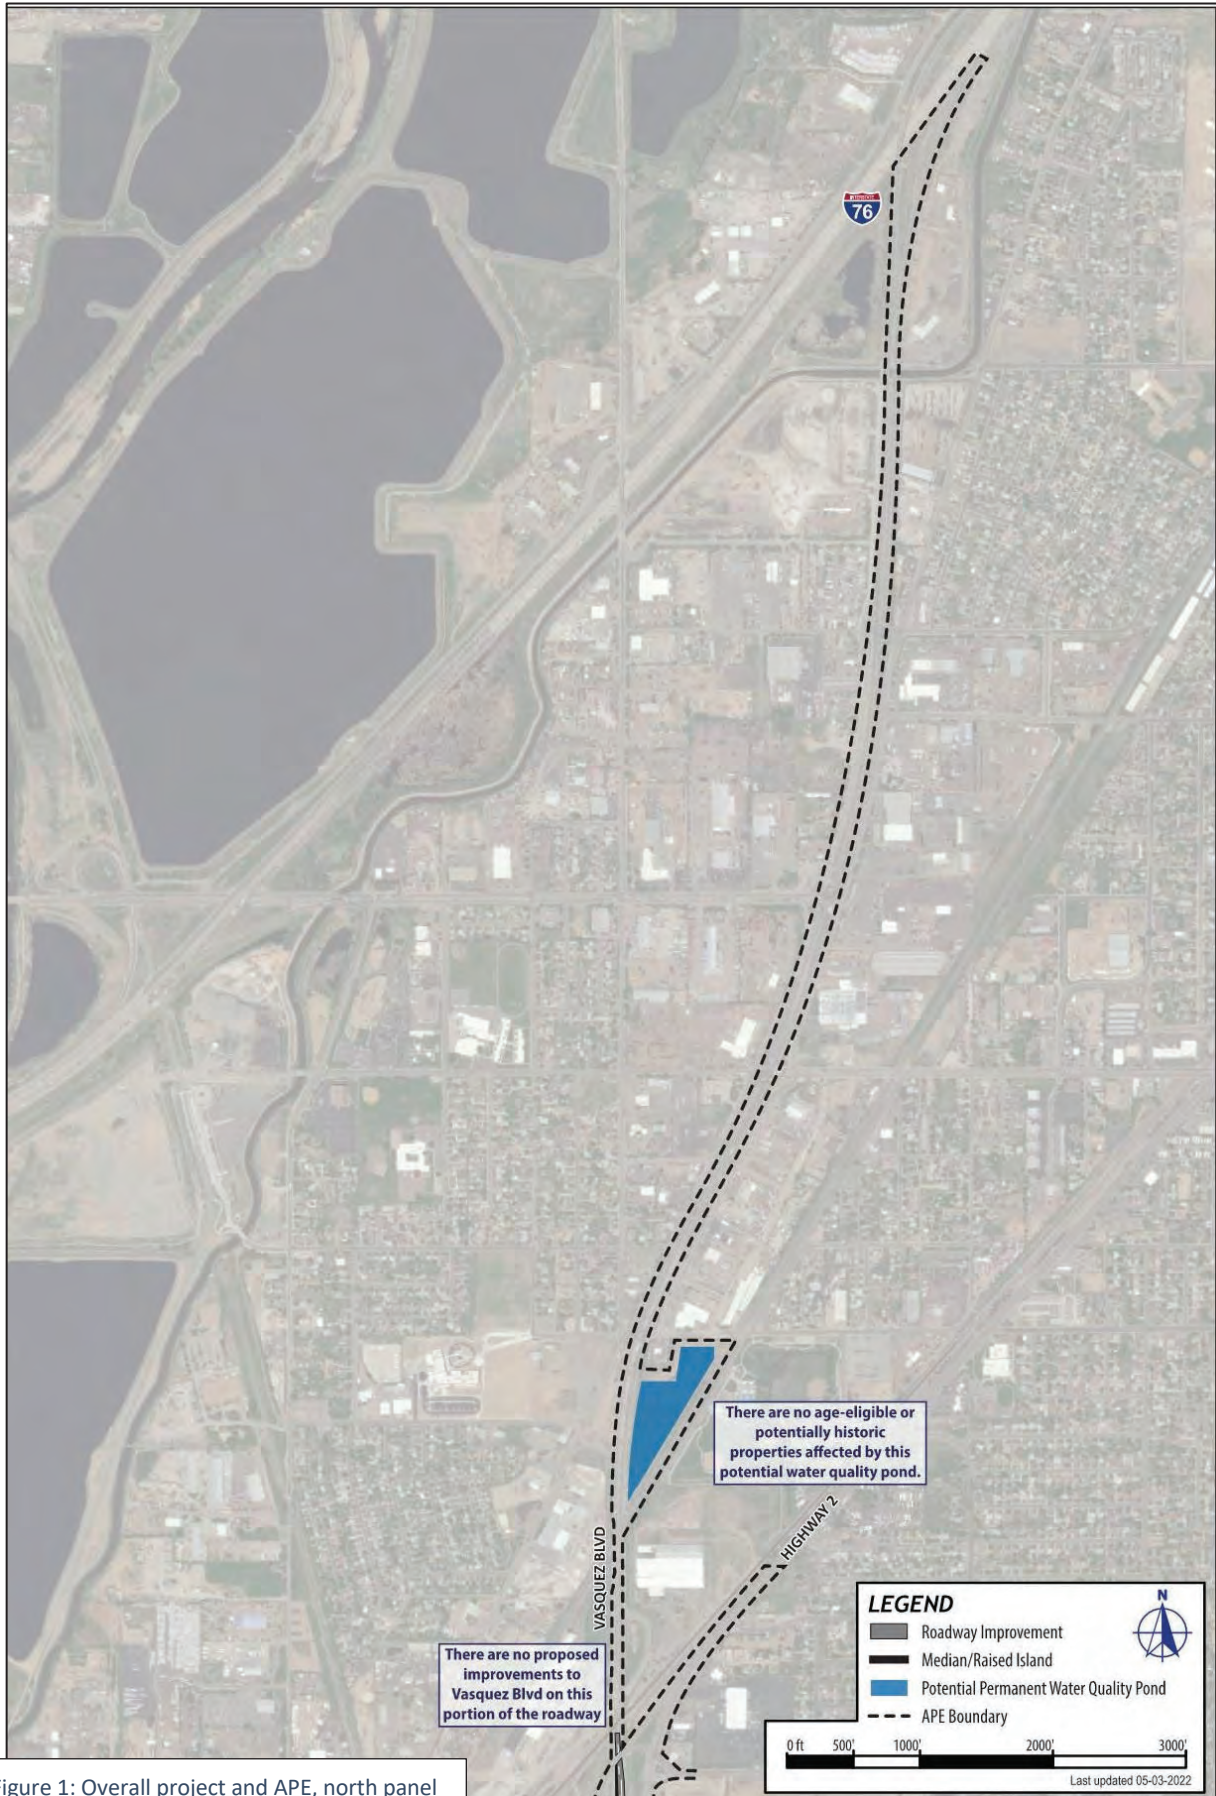 INTERSTATE
76
There are no age-eligible or
potentially historic
properties affected by this
potential water quality pond.
VASQUEZ BLVD
HIGHWAY 2
There are no proposed
improvements to
Vasquez Blvd on this
portion of the roadway
LEGEND
N
Roadway Improvement
Median/Raised Island
Potential Permanent Water Quality Pond
APE Boundary
0 ft 500' 1000' 2000' 3000'
Last updated 05-03-2022
igure 1: Overall project and APE, north panel